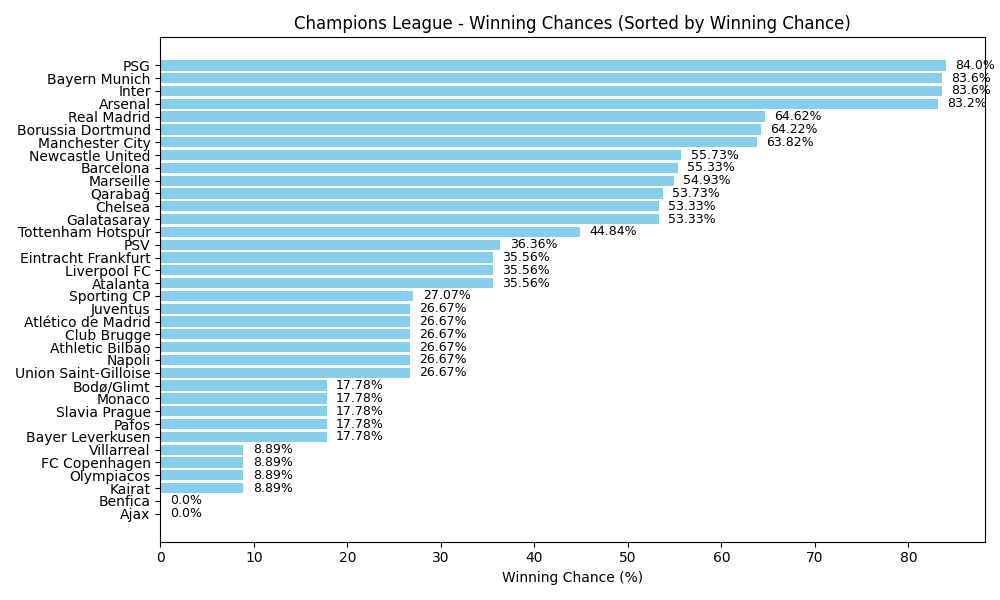 Champions League - Winning Chances (Sorted by Winning Chance)
PSG 84.0%
Bayern Munich 83.6%
Inter 83.6%
Arsenal 83.2%
Real Madrid 64.62%
Borussia Dortmund 64.22%
Manchester City 63.82%
Newcastle United 55.73%
Barcelona 55.33%
Marseille 54.93%
Qarabağ 53.73%
Chelsea 53.33%
Galatasaray 53.33%
Tottenham Hotspur 44.84%
PSV 36.36%
Eintracht Frankfurt 35.56%
Liverpool FC 35.56%
Atalanta 35.56%
Sporting CP 27.07%
Juventus 26.67%
Atlético de Madrid 26.67%
Club Brugge 26.67%
Athletic Bilbao 26.67%
Napoli 26.67%
Union Saint-Gilloise 26.67%
Bodø/Glimt 17.78%
Monaco 17.78%
Slavia Prague 17.78%
Pafos 17.78%
Bayer Leverkusen 17.78%
Villarreal 8.89%
FC Copenhagen 8.89%
Olympiacos 8.89%
Kairat 8.89%
Benfica 0.0%
Ajax 0.0%
0 10 20 30 40 50 60 70 80
Winning Chance (%)